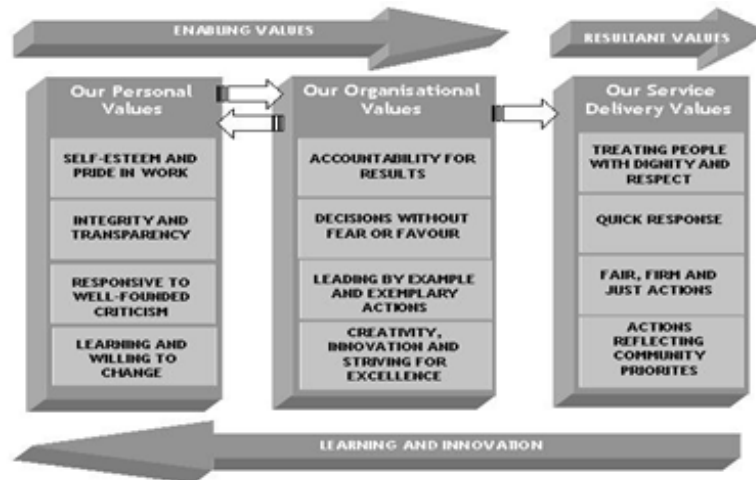 ENABLING VALUES
RESULTANT VALUES
Our Personal
Values
SELF-ESTEEM AND
PRIDE IN WORK
INTEGRITY AND
TRANSPARENCY
RESPONSIVE TO
WELL-FOUNDED
CRITICISM
LEARNING AND
WILLING TO
CHANGE
Our Organisational
Values
ACCOUNTABILITY FOR
RESULTS
DECISIONS WITHOUT
FEAR OR FAVOUR
LEADING BY EXAMPLE
AND EXEMPLARY
ACTIONS
CREATIVITY,
INNOVATION AND
STRIVING FOR
EXCELLENCE
Our Service
Delivery Values
TREATING PEOPLE
WITH DIGNITY AND
RESPECT
QUICK RESPONSE
FAIR, FIRM AND
JUST ACTIONS
ACTIONS
REFLECTING
COMMUNITY
PRIORITES
LEARNING AND INNOVATION